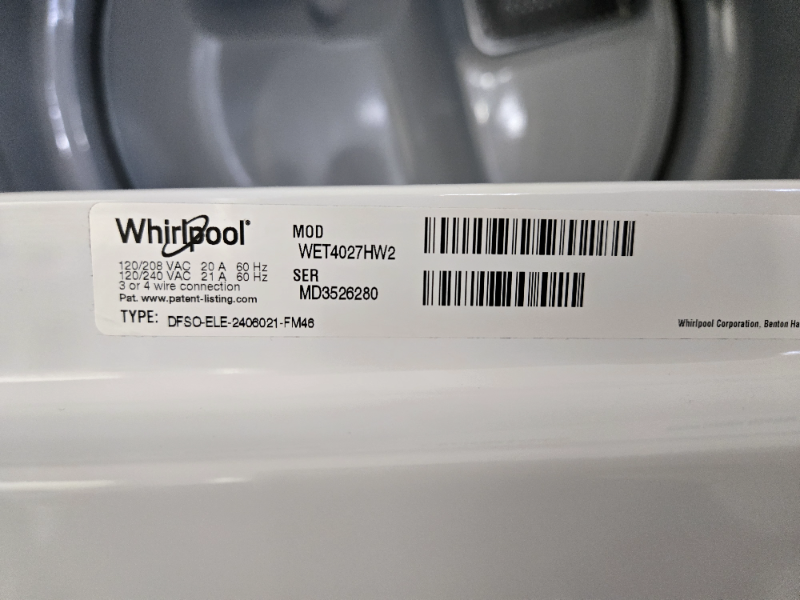 Whirlpool®
120/208 VAC 20 A 60 Hz
120/240 VAC 21 A 60 Hz
3 or 4 wire connection
Pat. www.patent-listing.com
TYPE: DFSO-ELE-2406021-FM46
MOD
WET4027HW2
SER
MD3526280
Whirlpool Corporation, Benton Ha